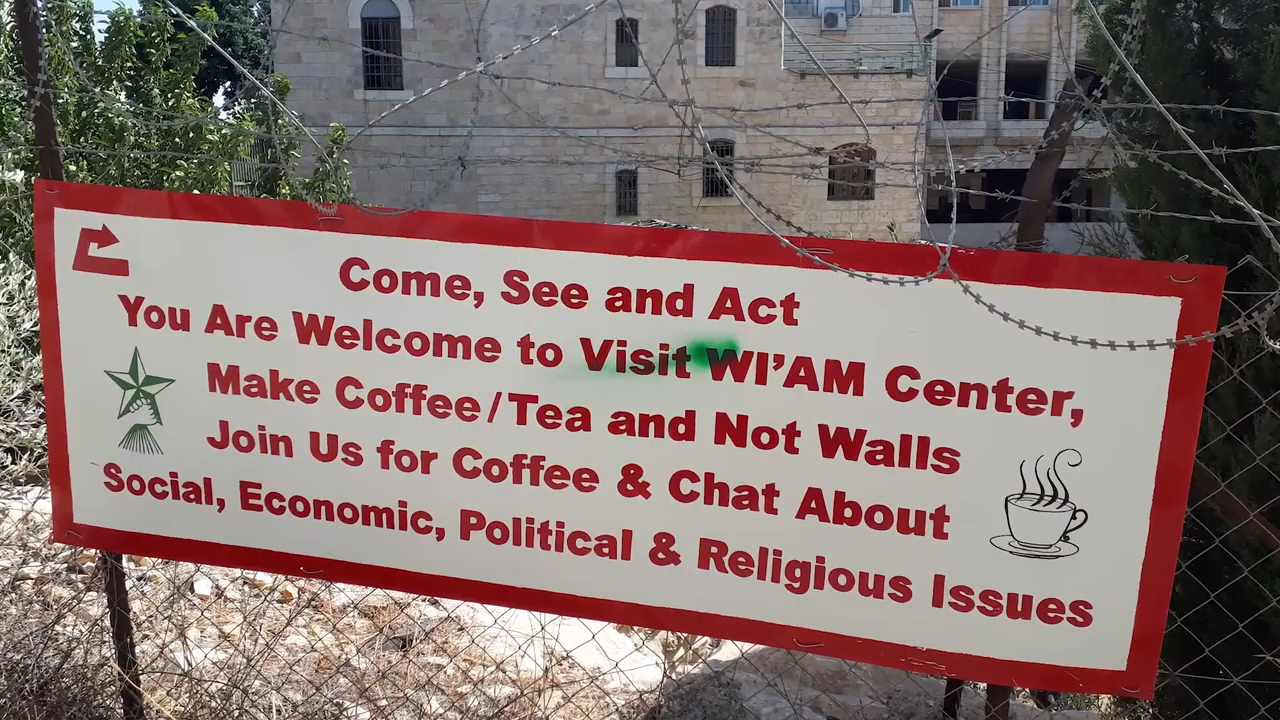 Come, See and Act
You Are Welcome to Visit WI'AM Center,
Make Coffee/Tea and Not Walls
Join Us for Coffee & Chat About
Social, Economic, Political & Religious Issues